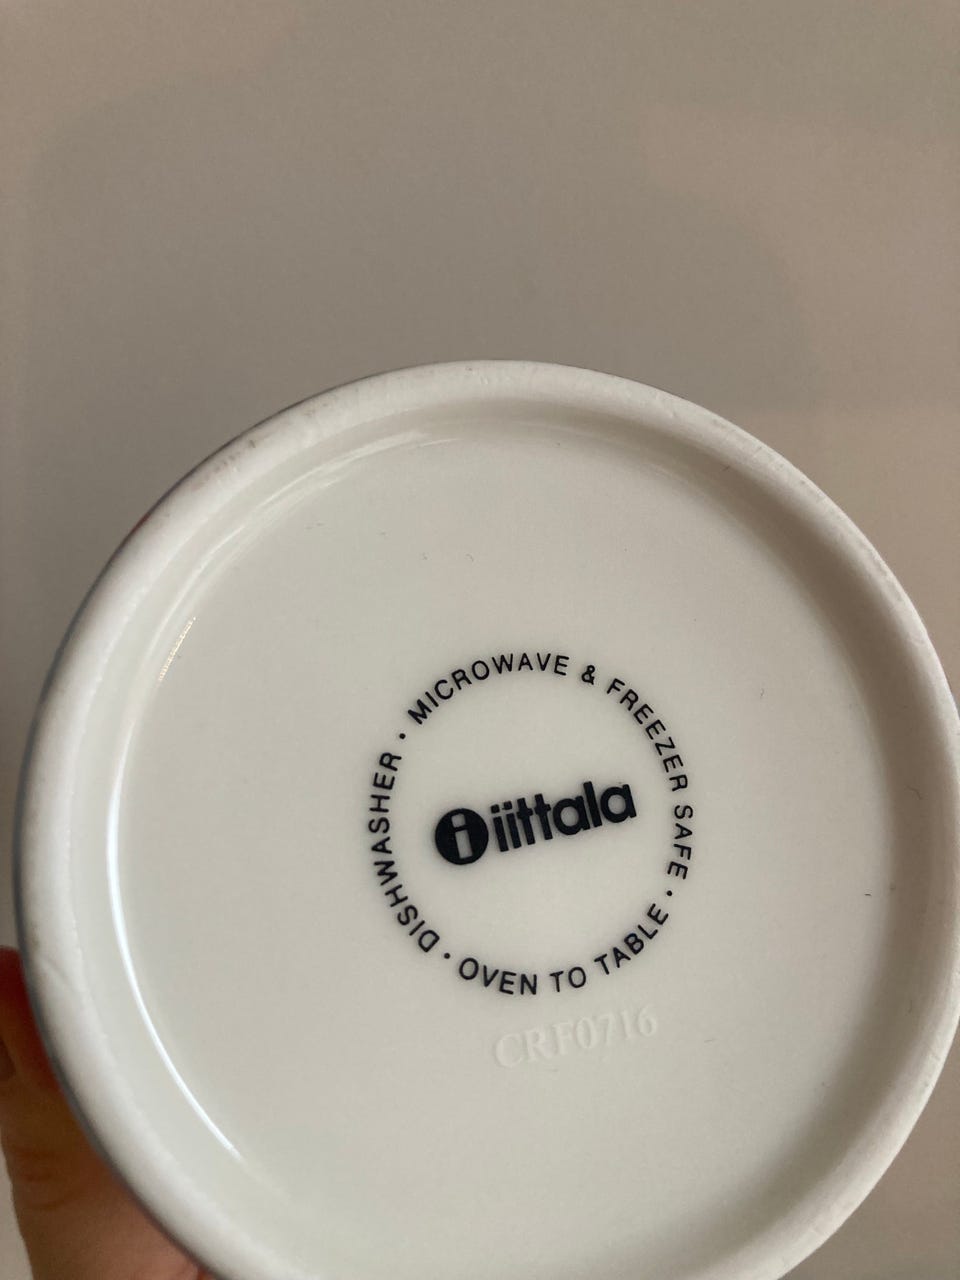 DISHWASHER · MICROWAVE & FREEZER SAFE · OVEN TO TABLE ·
i iittala
CRF0716